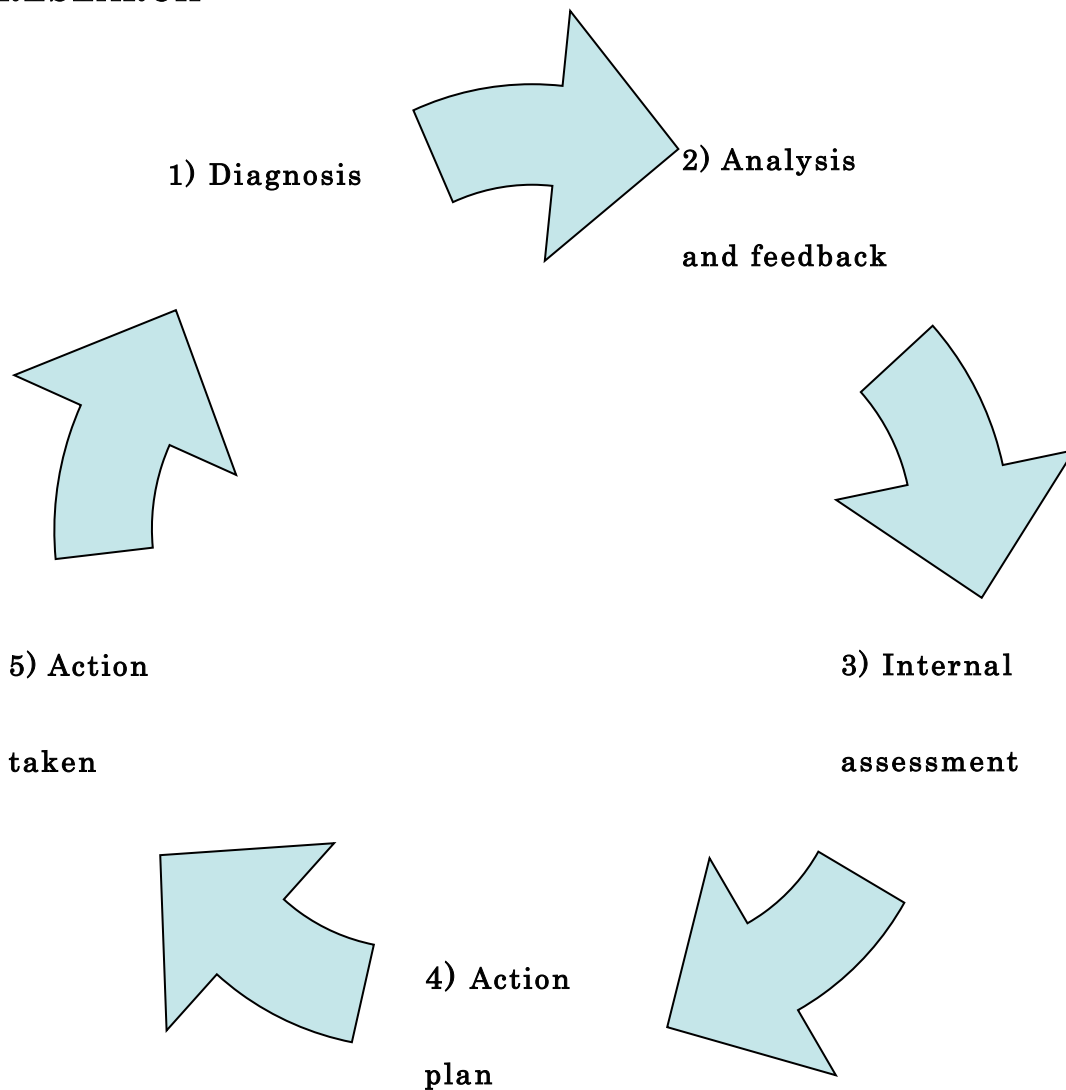 1) Diagnosis
2) Analysis
and feedback
3) Internal
assessment
4) Action
plan
5) Action
taken